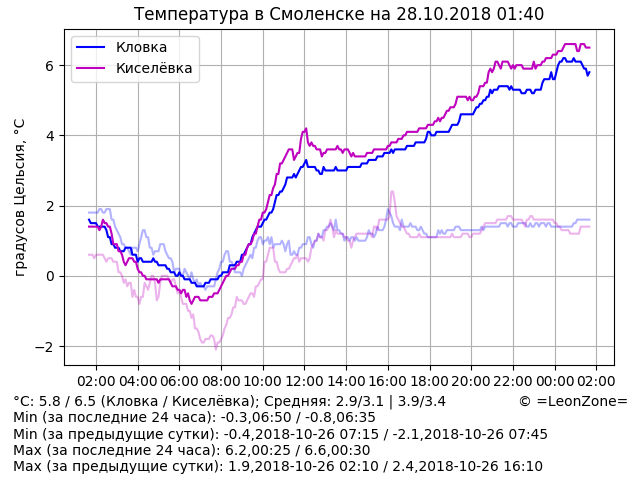 Температура в Смоленске на 28.10.2018 01:40
Кловка
Киселёвка
градусов Цельсия, °C
6
4
2
0
−2
02:00 04:00 06:00 08:00 10:00 12:00 14:00 16:00 18:00 20:00 22:00 00:00 02:00
°C: 5.8 / 6.5 (Кловка / Киселёвка); Средняя: 2.9/3.1 | 3.9/3.4
© =LeonZone=
Min (за последние 24 часа): -0.3,06:50 / -0.8,06:35
Min (за предыдущие сутки): -0.4,2018-10-26 07:15 / -2.1,2018-10-26 07:45
Max (за последние 24 часа): 6.2,00:25 / 6.6,00:30
Max (за предыдущие сутки): 1.9,2018-10-26 02:10 / 2.4,2018-10-26 16:10